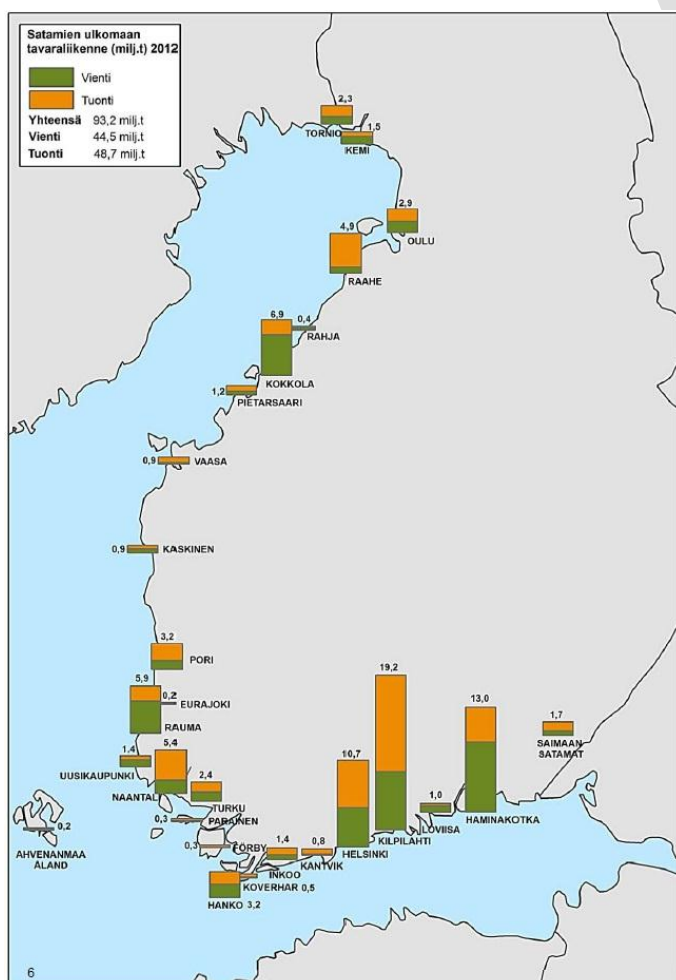 Satamien ulkomaan
tavaraliikenne (milj.t) 2012
Vienti
Tuonti
Yhteensä 93,2 milj.t
Vienti 44,5 milj.t
Tuonti 48,7 milj.t
2,3
TORNIO
1,5
KEMI
2,9
OULU
4,9
RAAHE
6,9
0,4
RAHJA
KOKKOLA
1,2
PIETARSAARI
0,9
VAASA
0,9
KASKINEN
3,2
PORI
5,9
0,2
EURAJOKI
RAUMA
19,2
13,0
1,7
SAIMAAN
SATAMAT
10,7
1,4
UUSIKAUPUNKI
5,4
NAANTALI
2,4
TURKU
0,3
PARAINEN
0,2
AHVENANMAA
ÅLAND
0,3
FÖRBY
1,4
INKOO
0,8
KANTVIK
HELSINKI
KILPILAHTI
1,0
LOVIISA
HAMINAKOTKA
KOVERHAR 0,5
HANKO 3,2
6